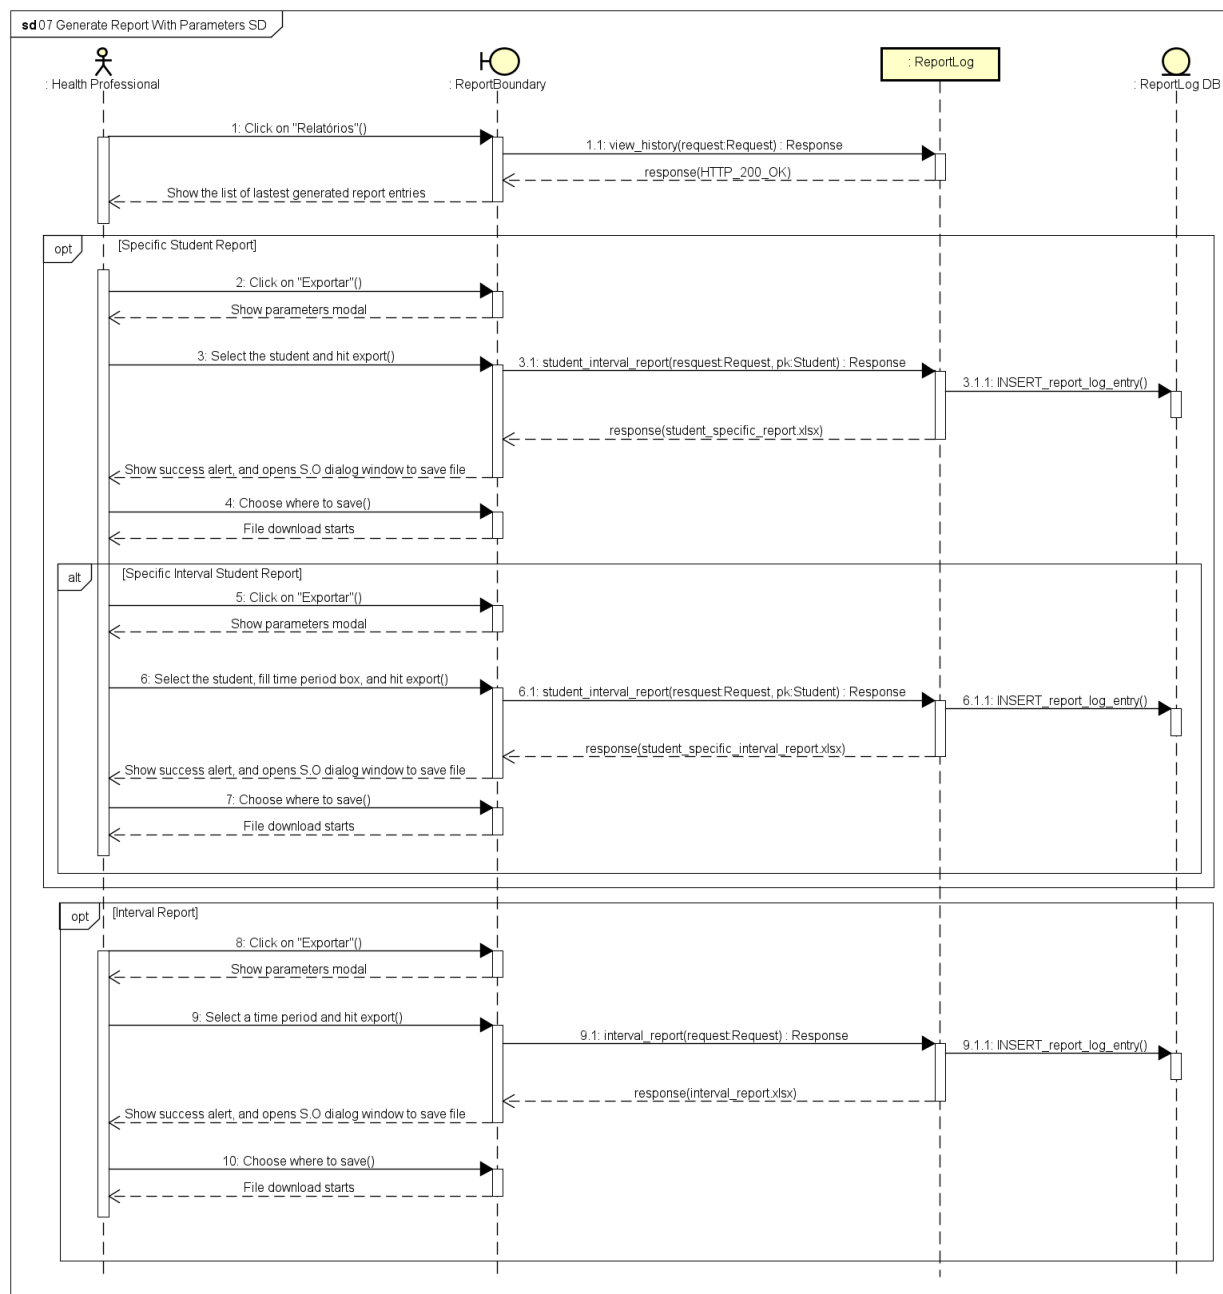 sd 07 Generate Report With Parameters SD
: Health Professional
: ReportBoundary
: ReportLog
: ReportLog DB
1: Click on "Relatórios"()
1.1: view_history(request:Request) : Response
response(HTTP_200_OK)
Show the list of lastest generated report entries
opt
[Specific Student Report]
2: Click on "Exportar"()
Show parameters modal
3: Select the student and hit export()
3.1: student_interval_report(resquest:Request, pk:Student) : Response
3.1.1: INSERT_report_log_entry()
response(student_specific_report.xlsx)
Show success alert, and opens S.O dialog window to save file
4: Choose where to save()
File download starts
alt
[Specific Interval Student Report]
5: Click on "Exportar"()
Show parameters modal
6: Select the student, fill time period box, and hit export()
6.1: student_interval_report(resquest:Request, pk:Student) : Response
6.1.1: INSERT_report_log_entry()
response(student_specific_interval_report.xlsx)
Show success alert, and opens S.O dialog window to save file
7: Choose where to save()
File download starts
opt
[Interval Report]
8: Click on "Exportar"()
Show parameters modal
9: Select a time period and hit export()
9.1: interval_report(request:Request) : Response
9.1.1: INSERT_report_log_entry()
response(interval_report.xlsx)
Show success alert, and opens S.O dialog window to save file
10: Choose where to save()
File download starts